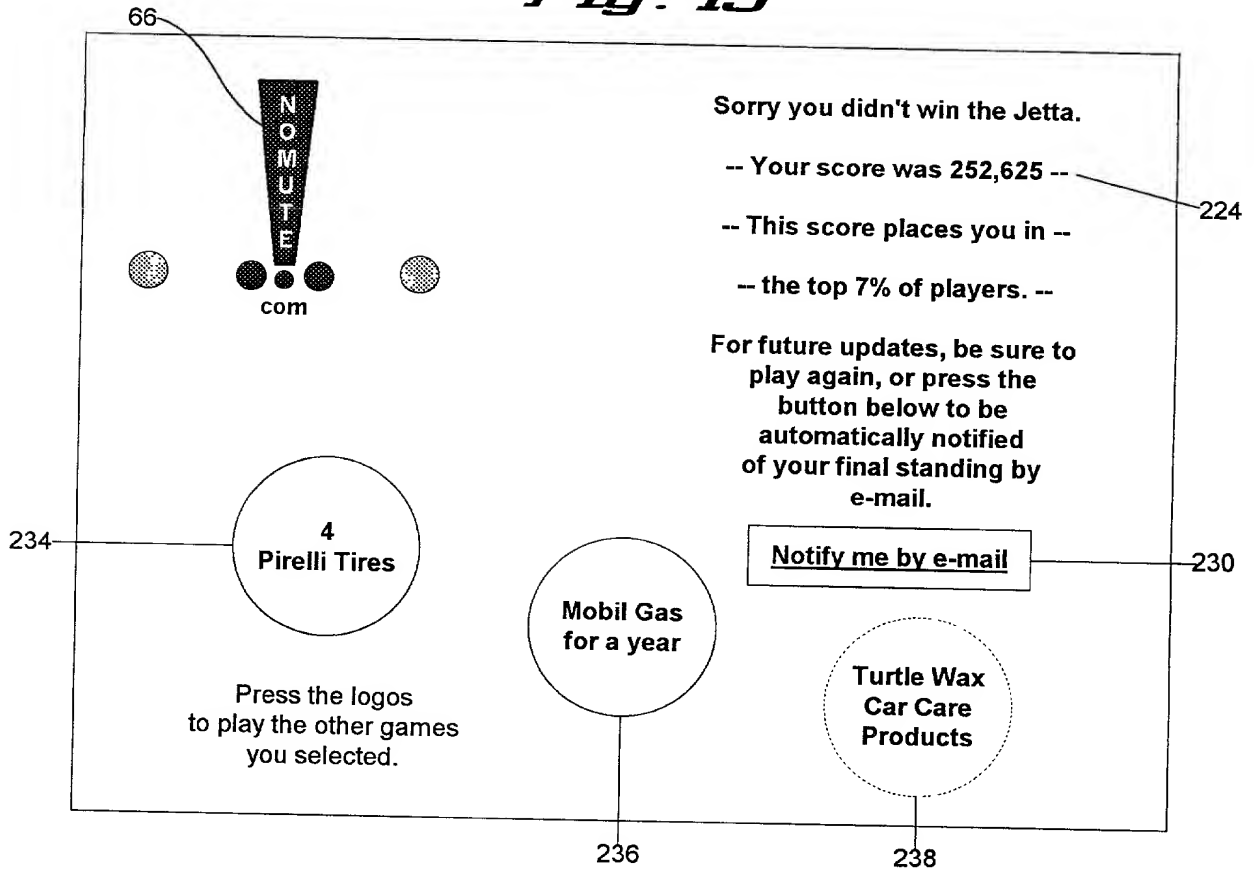 Fig. 15
66
NOMUTE
com
Sorry you didn't win the Jetta.
-- Your score was 252,625 --
224
-- This score places you in --
-- the top 7% of players. --
For future updates, be sure to
play again, or press the
button below to be
automatically notified
of your final standing by
e-mail.
Notify me by e-mail
230
234
4
Pirelli Tires
Mobil Gas
for a year
Turtle Wax
Car Care
Products
Press the logos
to play the other games
you selected.
236
238